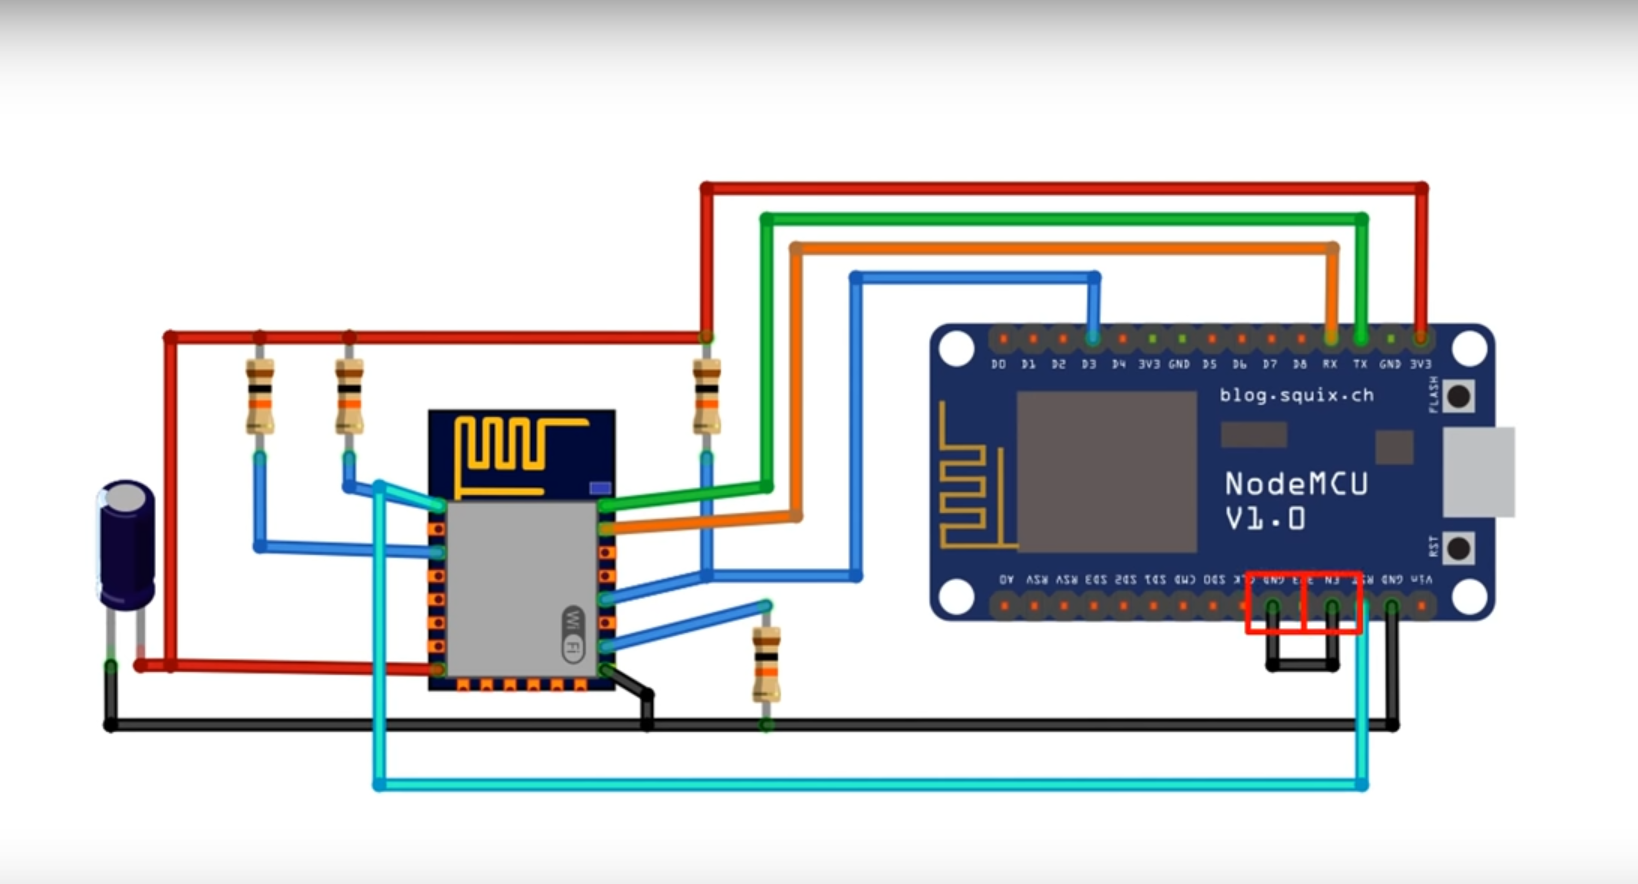 D0 D1 D2 D3 D4 3V3 GND D5 D6 D7 D8 RX TX GND 3V3
blog.squix.ch
FLASH
NodeMCU
V1.0
RST
Wi Fi
A0 RSV RSV SD3 SD2 SD1 CMD SD0 CLK GND 3V3 EN RST GND Vin